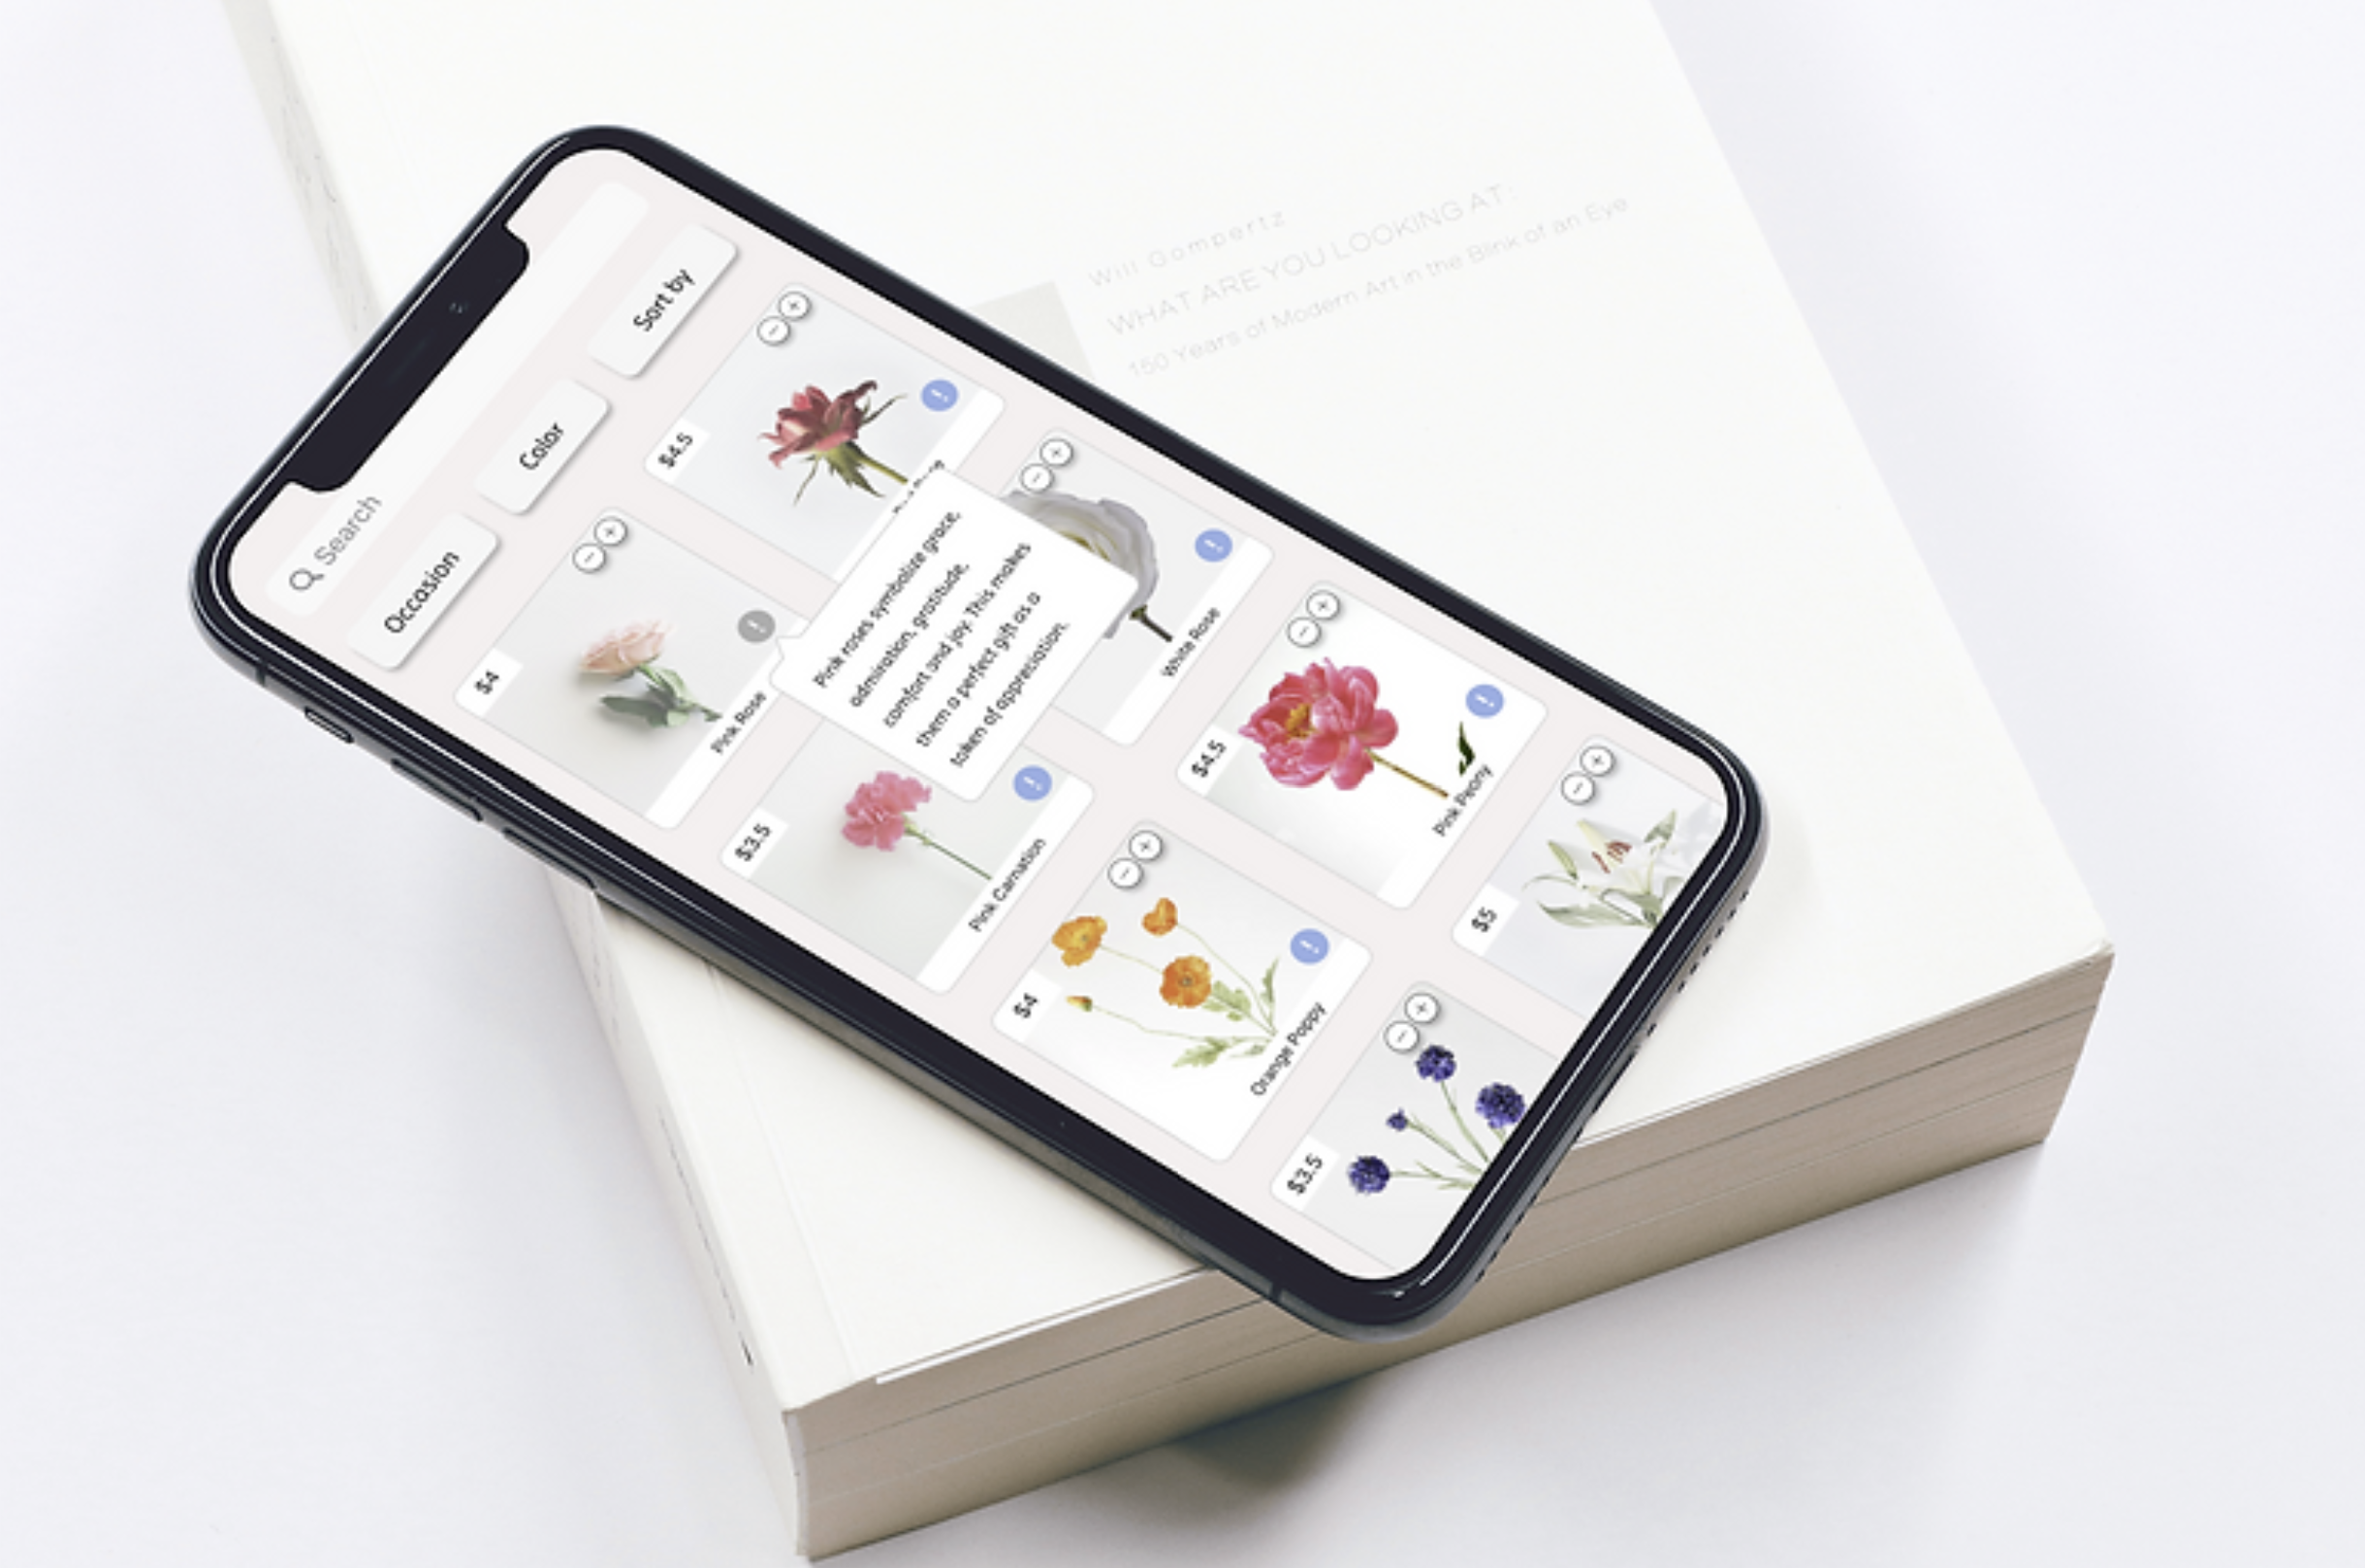 Will Gompertz
WHAT ARE YOU LOOKING AT:
150 Years of Modern Art in the Blink of an Eye
Search
Occasion
Color
Sort by
$4
Pink Rose
$4.5
Pink roses symbolize grace,
admiration, gratitude,
comfort and joy. This makes
them a perfect gift as a
token of appreciation.
$3.5
Pink Carnation
White Rose
$4
Orange Poppy
$4.5
Pink Peony
$3.5
$5